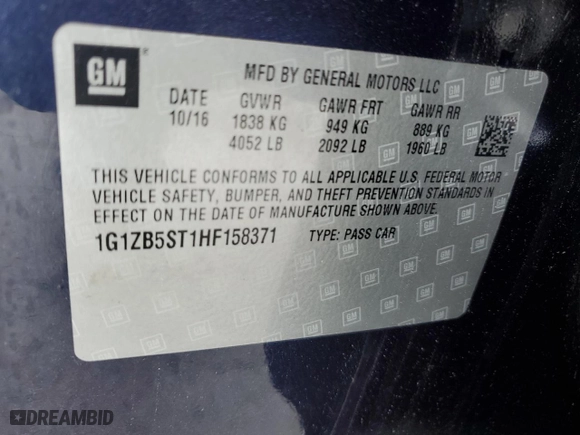 GM
MFD BY GENERAL MOTORS LLC
DATE GVWR GAWR FRT GAWR RR
10/16 1838 KG 949 KG 889 KG
4052 LB 2092 LB 1960 LB
THIS VEHICLE CONFORMS TO ALL APPLICABLE U.S. FEDERAL MOTOR
VEHICLE SAFETY, BUMPER, AND THEFT PREVENTION STANDARDS IN
EFFECT ON THE DATE OF MANUFACTURE SHOWN ABOVE.
1G1ZB5ST1HF158371 TYPE: PASS CAR
DREAMBID